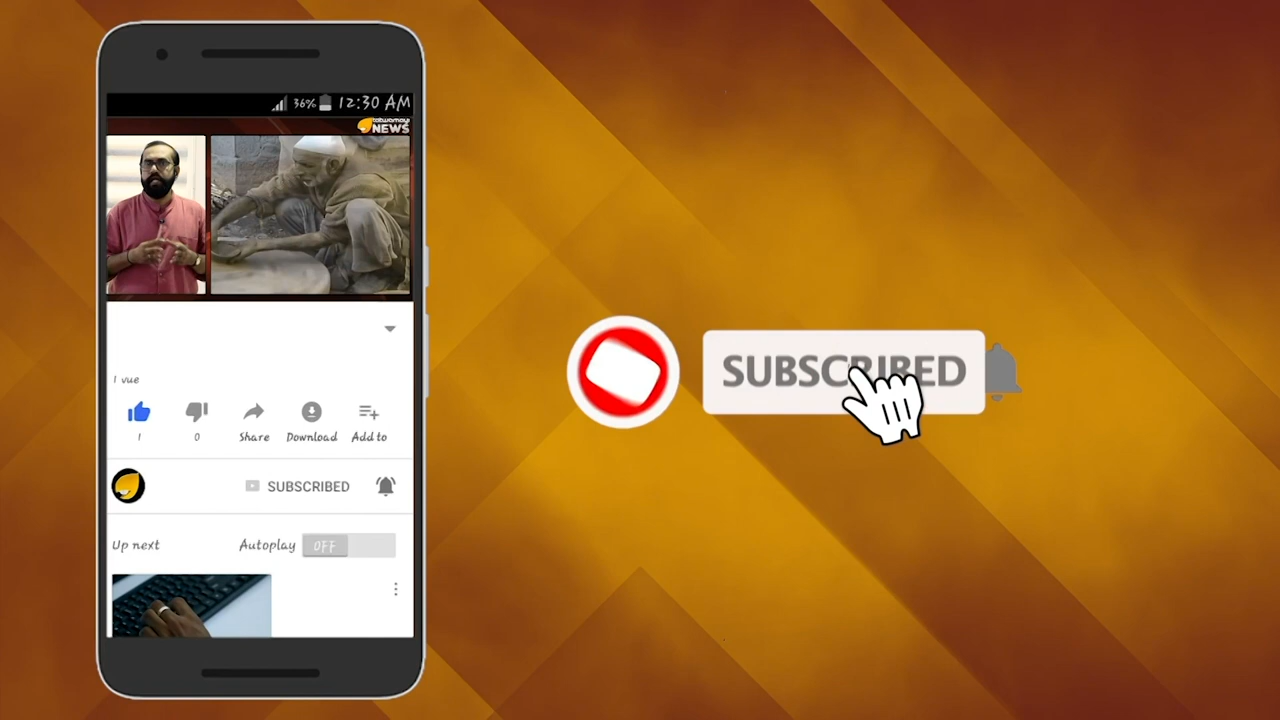 36% 12:30 AM
tatwamayi
NEWS
1 vue
1
0
Share
Download
Add to
SUBSCRIBED
Up next
Autoplay
OFF
SUBSCRIBED